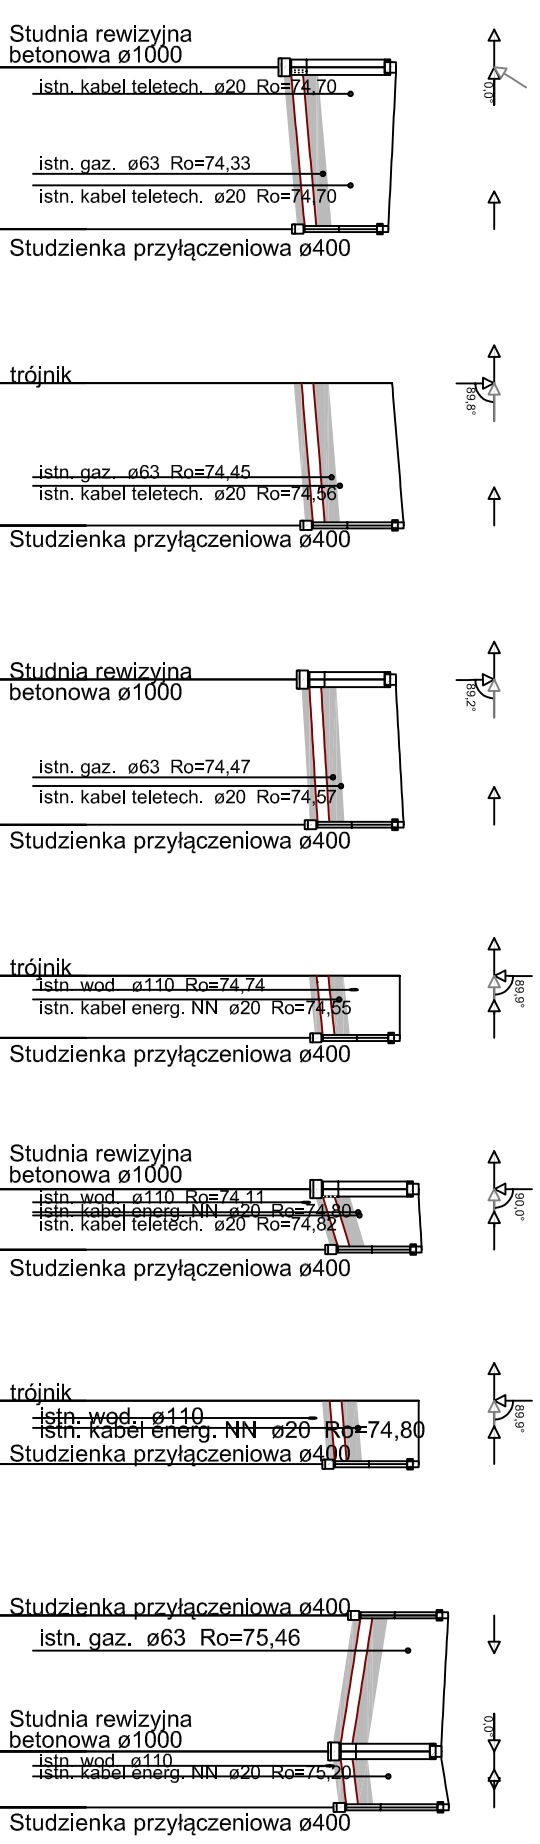 Studnia rewizyjna
betonowa ø1000
istn. kabel teletech. ø20 Ro=74,70
0,0°
istn. gaz. ø63 Ro=74,33
istn. kabel teletech. ø20 Ro=74,70
Studzienka przyłączeniowa ø400
trójnik
89,8°
istn. gaz. ø63 Ro=74,45
istn. kabel teletech. ø20 Ro=74,56
Studzienka przyłączeniowa ø400
Studnia rewizyjna
betonowa ø1000
89,2°
istn. gaz. ø63 Ro=74,47
istn. kabel teletech. ø20 Ro=74,57
Studzienka przyłączeniowa ø400
trójnik
istn. wod. ø110 Ro=74,74
89,9°
istn. kabel energ. NN ø20 Ro=74,55
Studzienka przyłączeniowa ø400
Studnia rewizyjna
betonowa ø1000
istn. wod. ø110 Ro=74,11
90,0°
istn. kabel energ. NN ø20 Ro=74,80
istn. kabel teletech. ø20 Ro=74,82
Studzienka przyłączeniowa ø400
trójnik
istn. wod. ø110
89,9°
istn. kabel energ. NN ø20 Ro=74,80
Studzienka przyłączeniowa ø400
Studzienka przyłączeniowa ø400
istn. gaz. ø63 Ro=75,46
Studnia rewizyjna
betonowa ø1000
0,0°
istn. wod. ø110
istn. kabel energ. NN ø20 Ro=75,20
Studzienka przyłączeniowa ø400